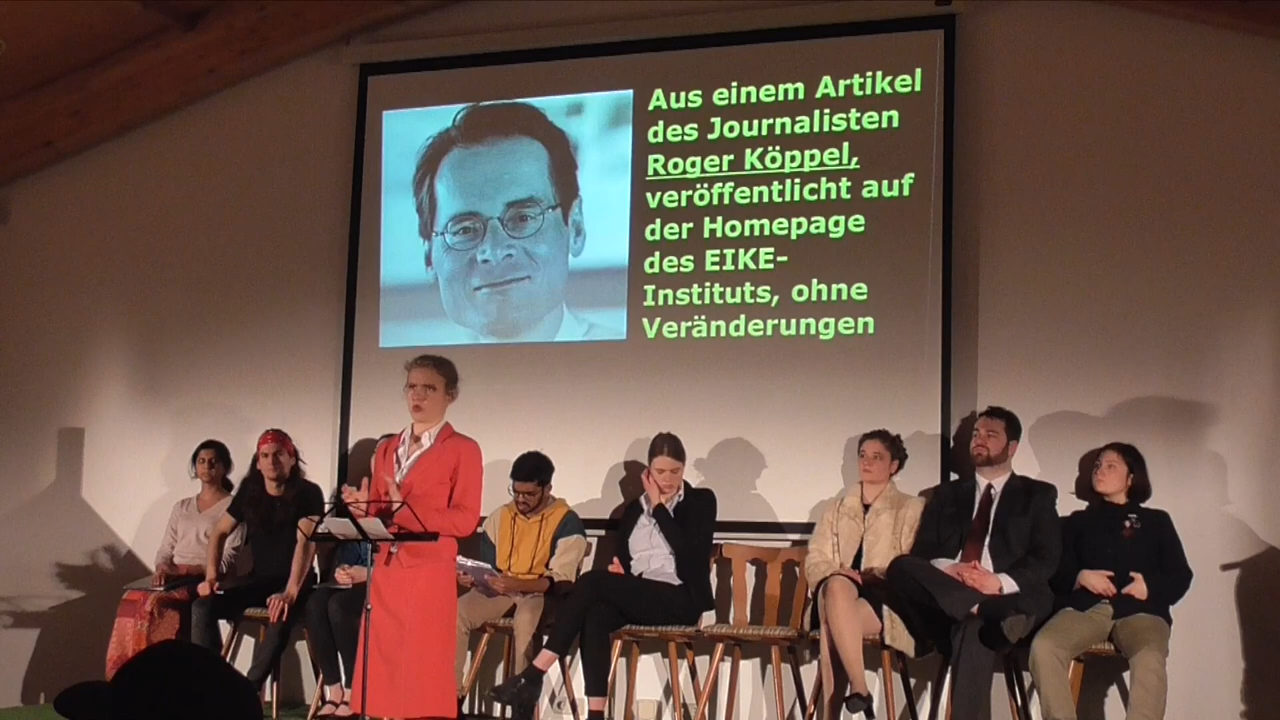 Aus einem Artikel
des Journalisten
Roger Köppel,
veröffentlicht auf
der Homepage
des EIKE-
Instituts, ohne
Veränderungen